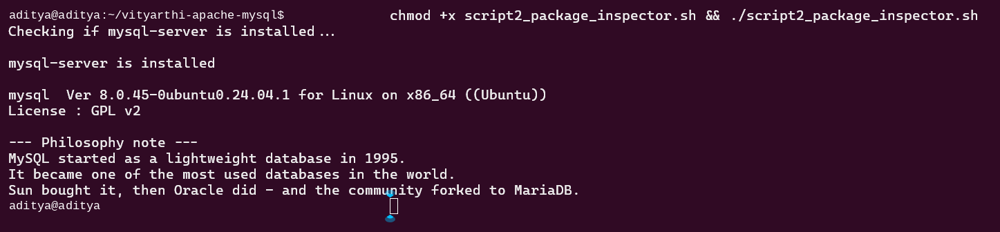 aditya@aditya:~/vityarthi-apache-mysql$ chmod +x script2_package_inspector.sh && ./script2_package_inspector.sh
Checking if mysql-server is installed...
mysql-server is installed
mysql  Ver 8.0.45-0ubuntu0.24.04.1 for Linux on x86_64 ((Ubuntu))
License : GPL v2
--- Philosophy note ---
MySQL started as a lightweight database in 1995.
It became one of the most used databases in the world.
Sun bought it, then Oracle did - and the community forked to MariaDB.
aditya@aditya